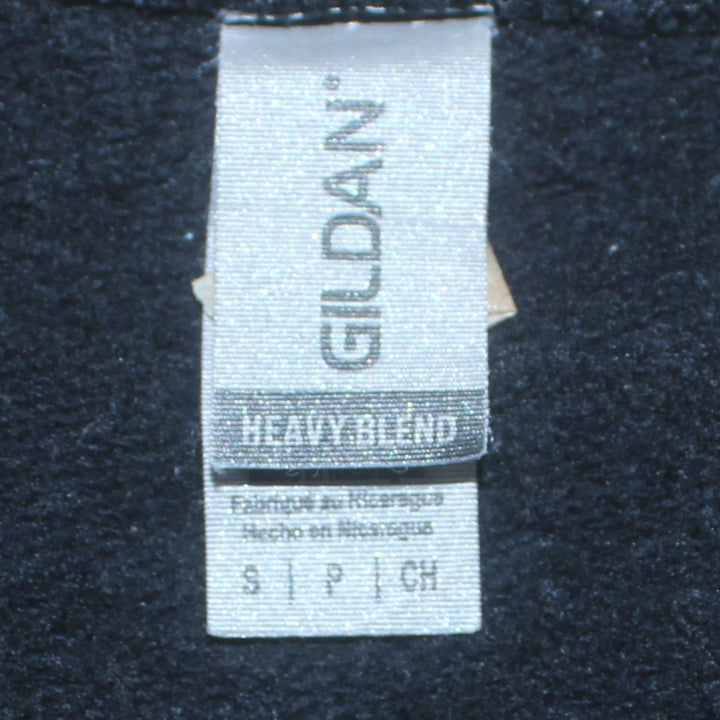 GILDAN®
HEAVY BLEND
Fabriqué au Nicaragua
Hecho en Nicaragua
S | P | CH